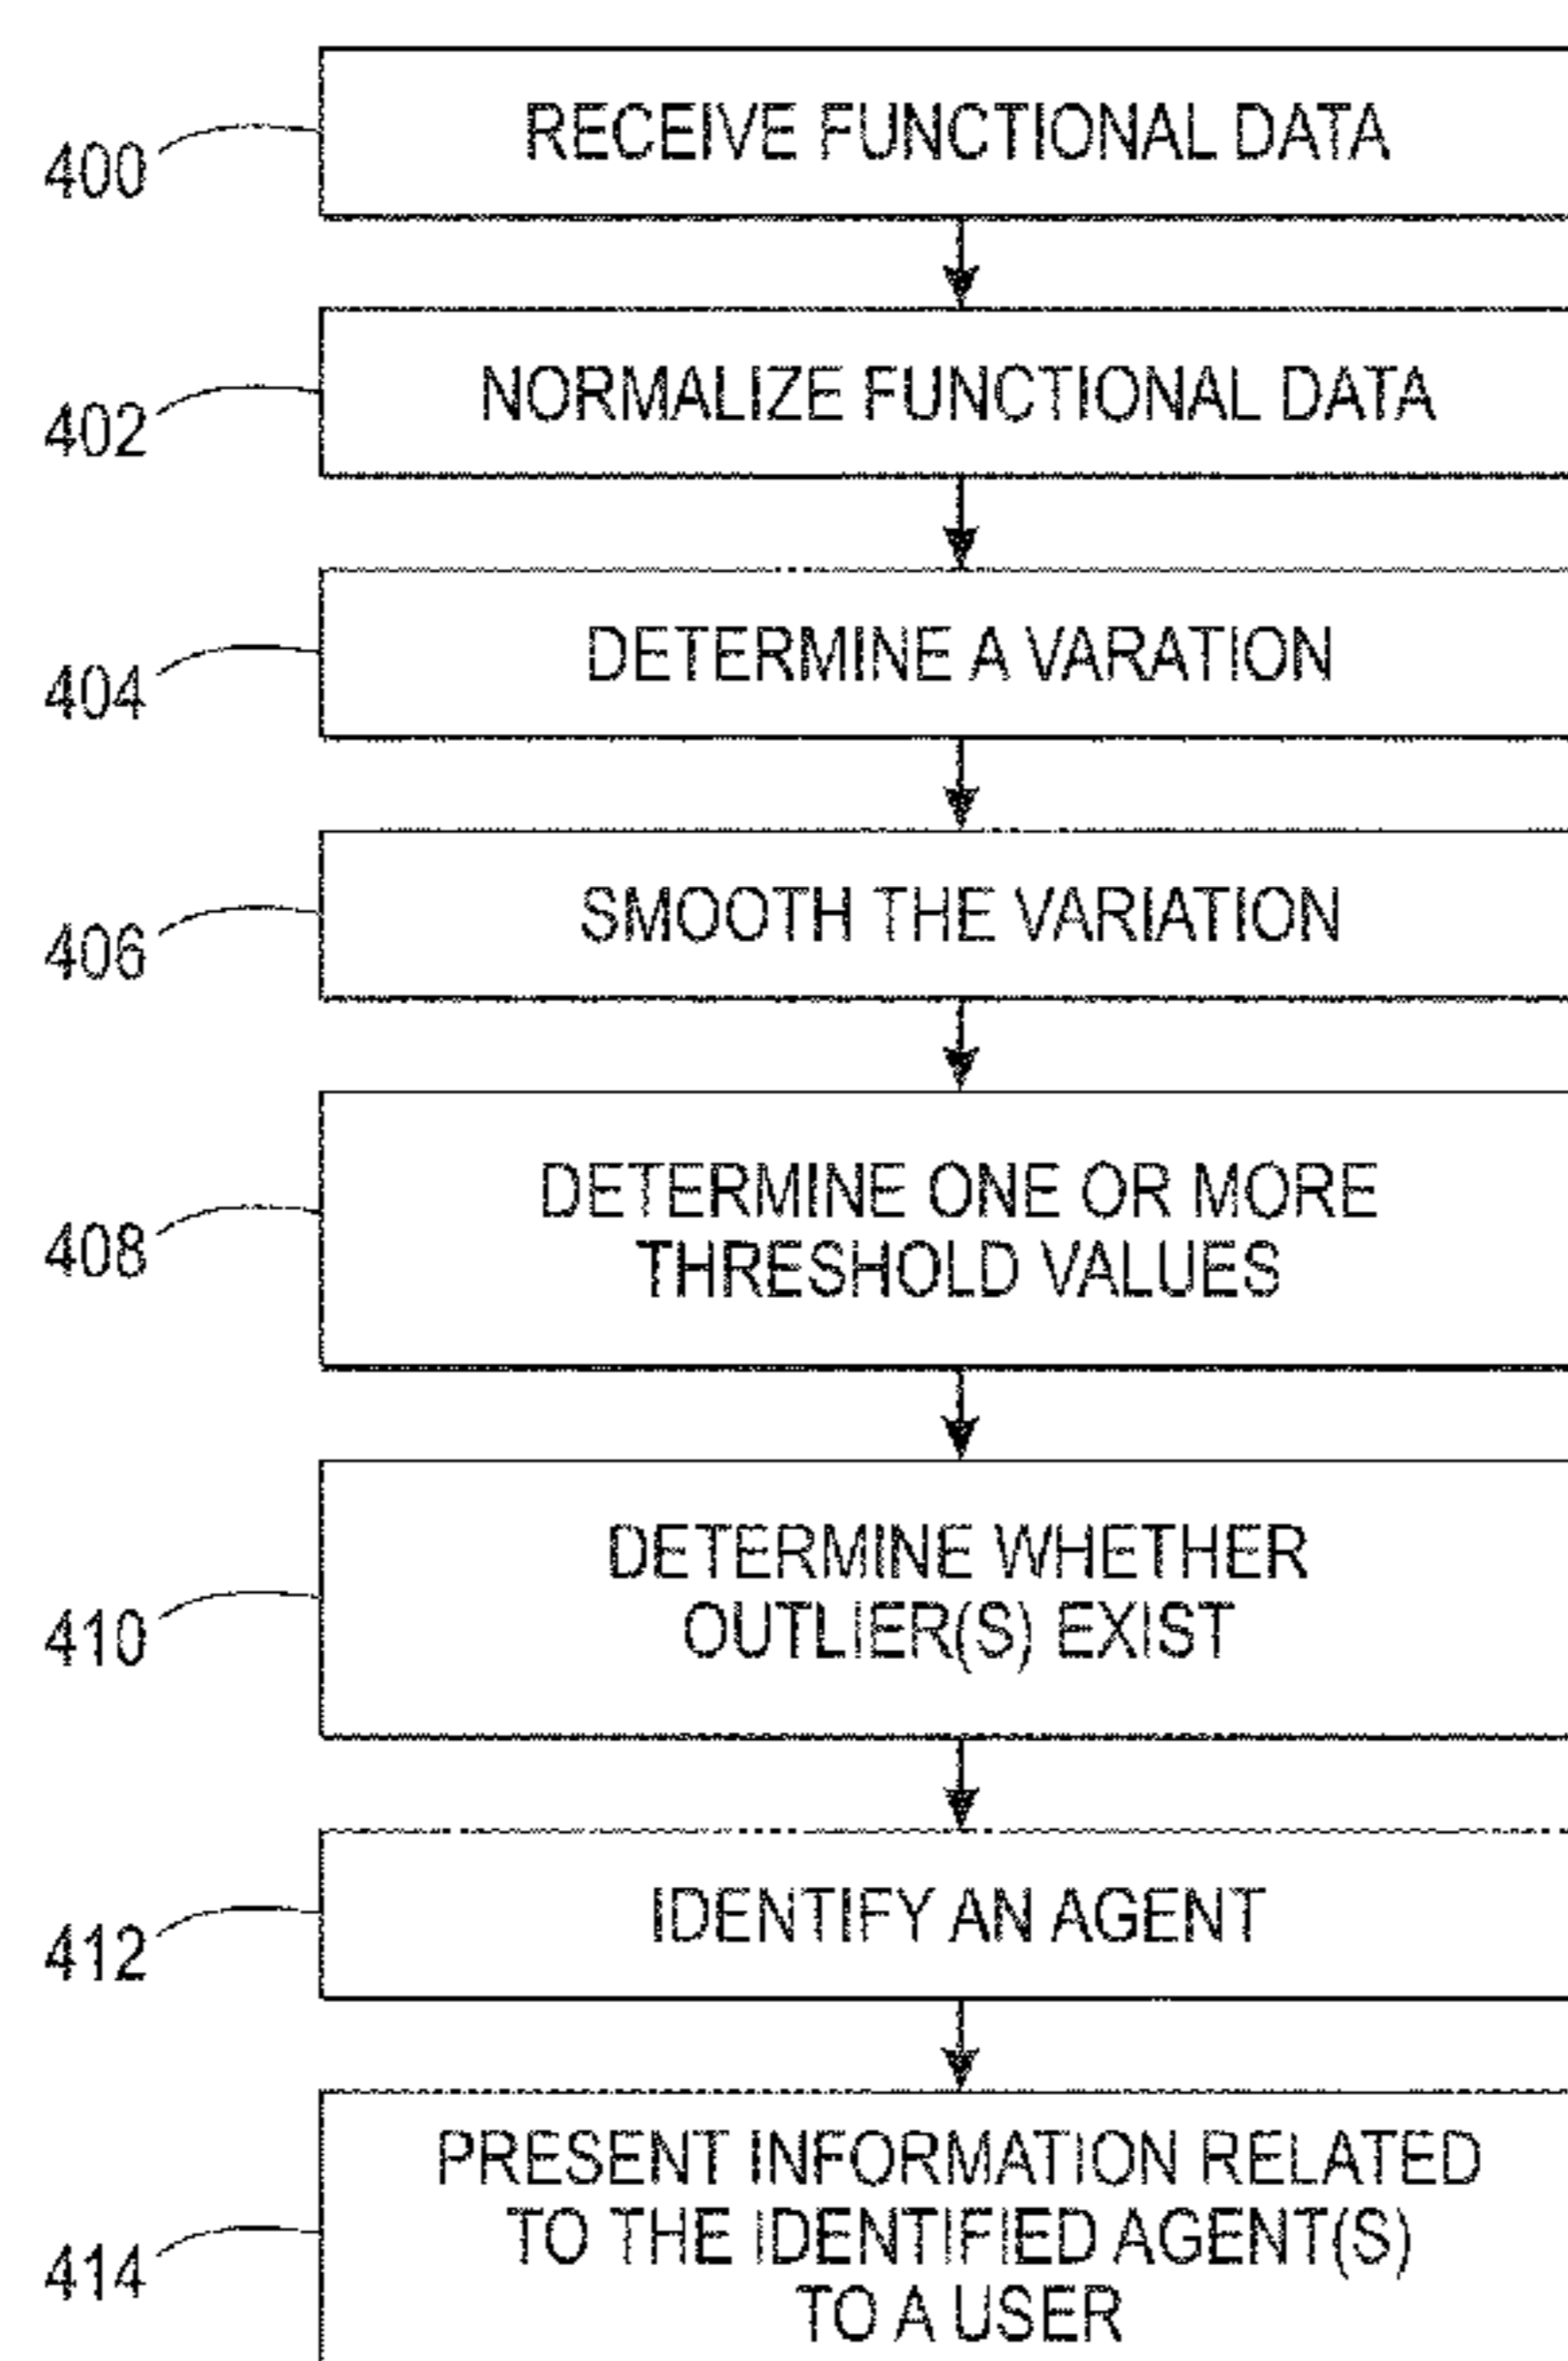 400
RECEIVE FUNCTIONAL DATA
402
NORMALIZE FUNCTIONAL DATA
404
DETERMINE A VARATION
406
SMOOTH THE VARIATION
408
DETERMINE ONE OR MORE
THRESHOLD VALUES
410
DETERMINE WHETHER
OUTLIER(S) EXIST
412
IDENTIFY AN AGENT
414
PRESENT INFORMATION RELATED
TO THE IDENTIFIED AGENT(S)
TO A USER